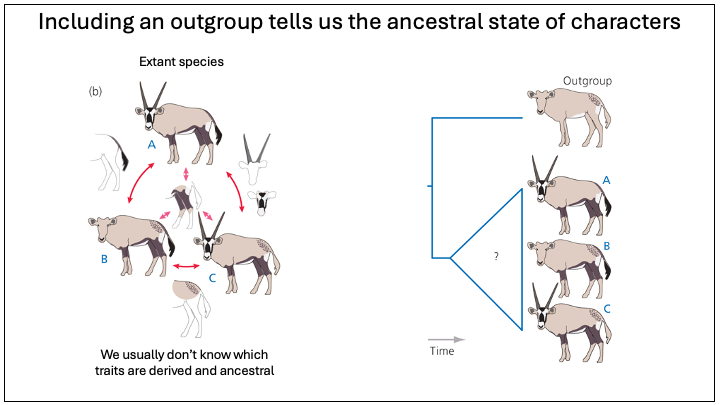 Including an outgroup tells us the ancestral state of characters
Extant species
(b)
A
B
C
We usually don't know which
traits are derived and ancestral
Outgroup
A
B
C
?
Time